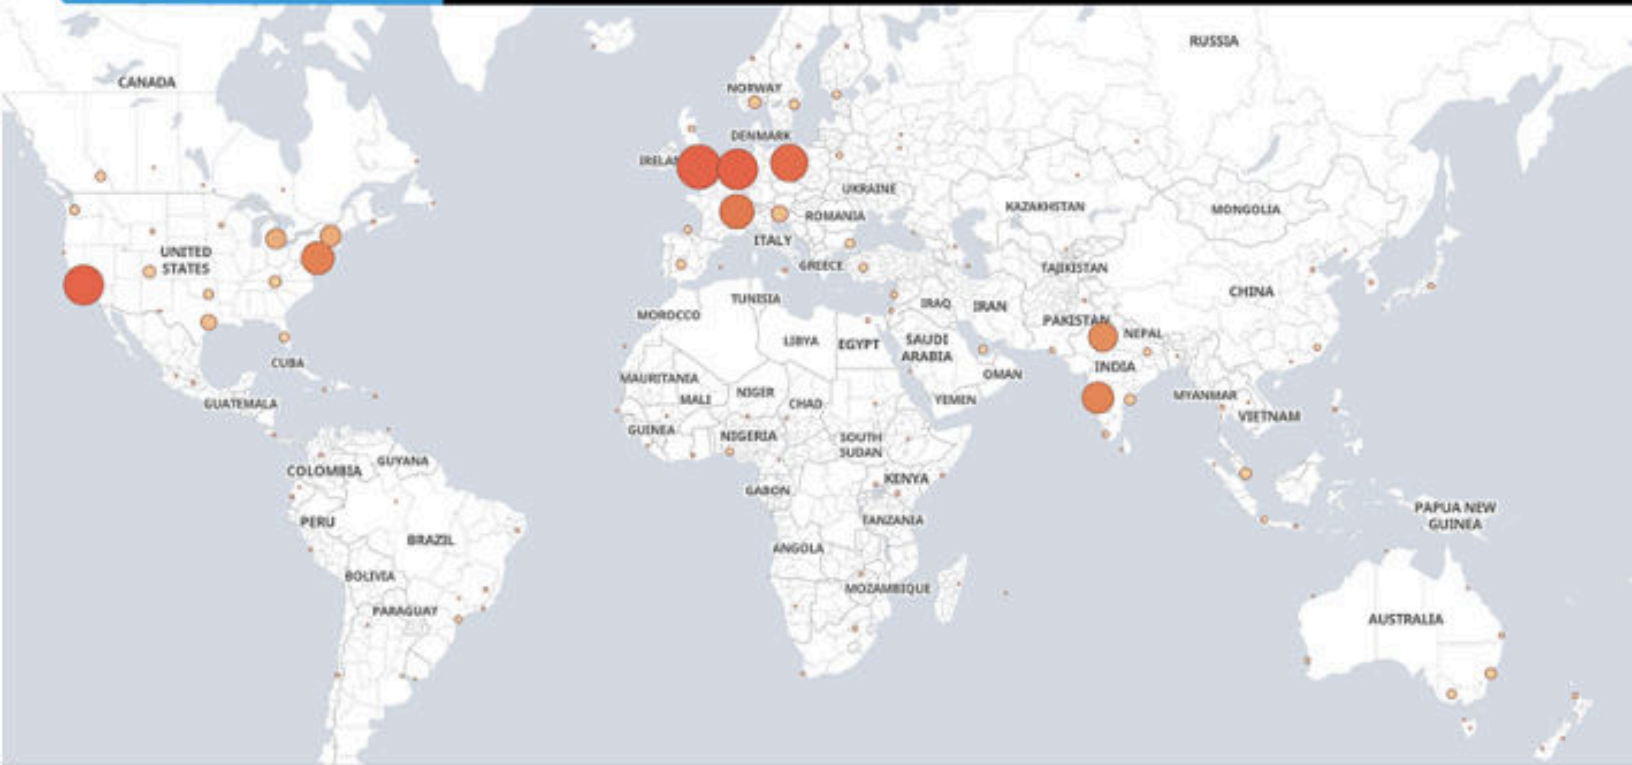 RUSSIA
CANADA
NORWAY
DENMARK
IRELA
UKRAINE
KAZAKHSTAN
MONGOLIA
ROMANIA
UNITED
STATES
ITALY
GREECE
TAJIKISTAN
CHINA
TUNISIA
IRAQ
IRAN
MOROCCO
PAKISTAN
NEPAL
LIBYA
EGYPT
SAUDI
ARABIA
CUBA
INDIA
OMAN
MAURITANIA
NIGER
MALI
CHAD
YEMEN
MYANMAR
GUATEMALA
VIETNAM
GUINEA
NIGERIA
SOUTH
SUDAN
GUYANA
COLOMBIA
KENYA
GABON
PAPUA NEW
GUINEA
PERU
TANZANIA
BRAZIL
ANGOLA
BOLIVIA
MOZAMBIQUE
PARAGUAY
AUSTRALIA